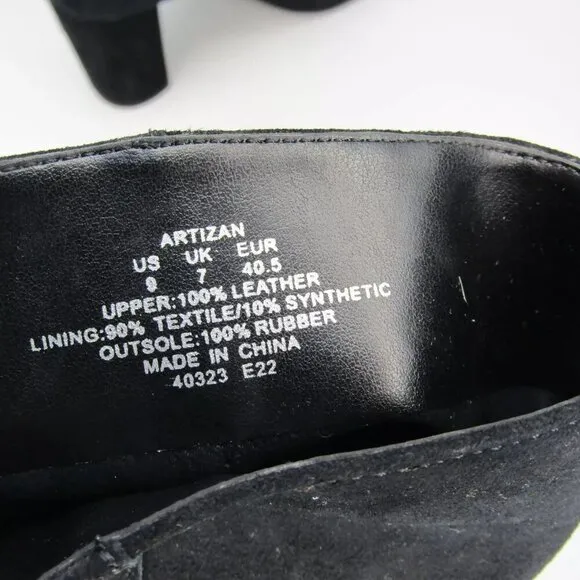 ARTIZAN
US UK EUR
9 7 40.5
UPPER:100% LEATHER
LINING:90% TEXTILE/10% SYNTHETIC
OUTSOLE:100% RUBBER
MADE IN CHINA
40323 E22